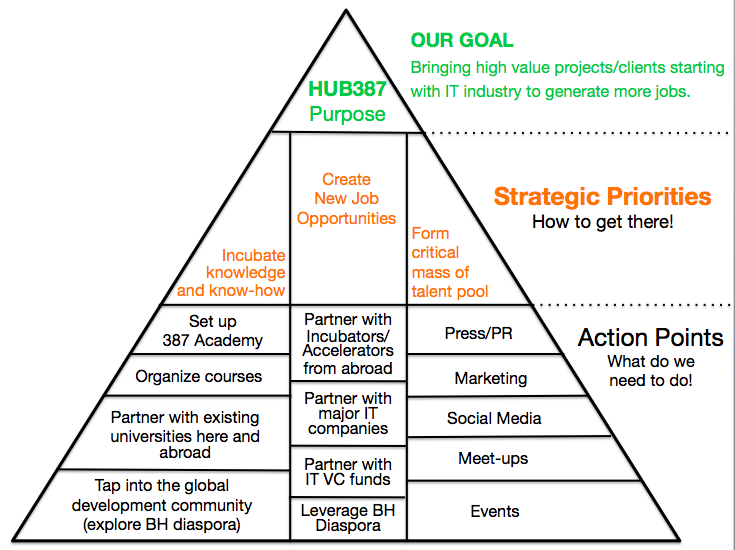 OUR GOAL
Bringing high value projects/clients starting
with IT industry to generate more jobs.
HUB387
Purpose
Strategic Priorities
How to get there!
Incubate
knowledge
and know-how
Create
New Job
Opportunities
Form
critical
mass of
talent pool
Action Points
What do we
need to do!
Set up
387 Academy
Organize courses
Partner with existing
universities here and
abroad
Tap into the global
development community
(explore BH diaspora)
Partner with
Incubators/
Accelerators
from abroad
Partner with
major IT
companies
Partner with
IT VC funds
Leverage BH
Diaspora
Press/PR
Marketing
Social Media
Meet-ups
Events